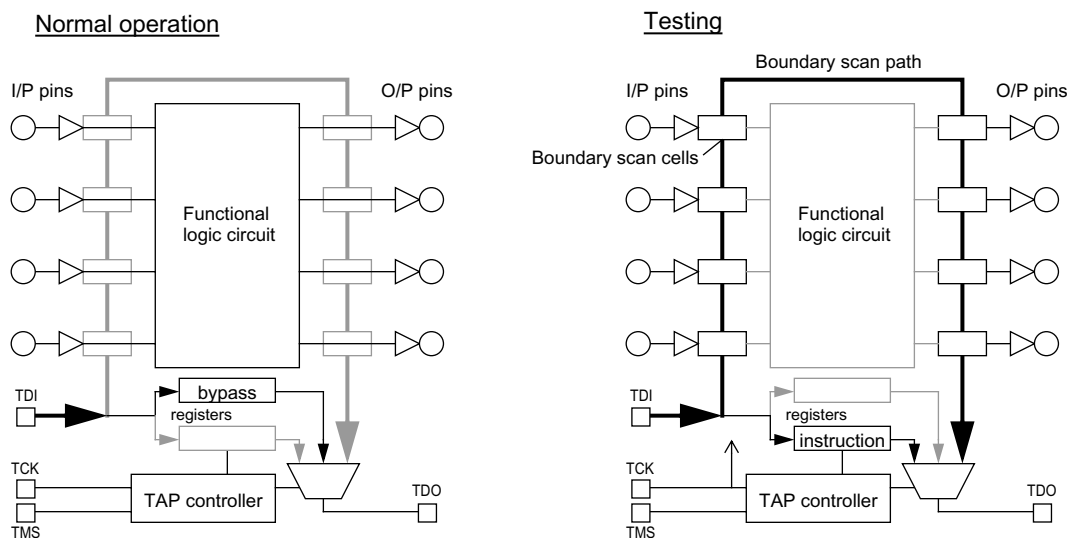 Normal operation
I/P pins
O/P pins
Functional
logic circuit
TDI
bypass
registers
TCK
TAP controller
TDO
TMS
Testing
Boundary scan path
I/P pins
O/P pins
Boundary scan cells
Functional
logic circuit
TDI
registers
instruction
TCK
TAP controller
TDO
TMS